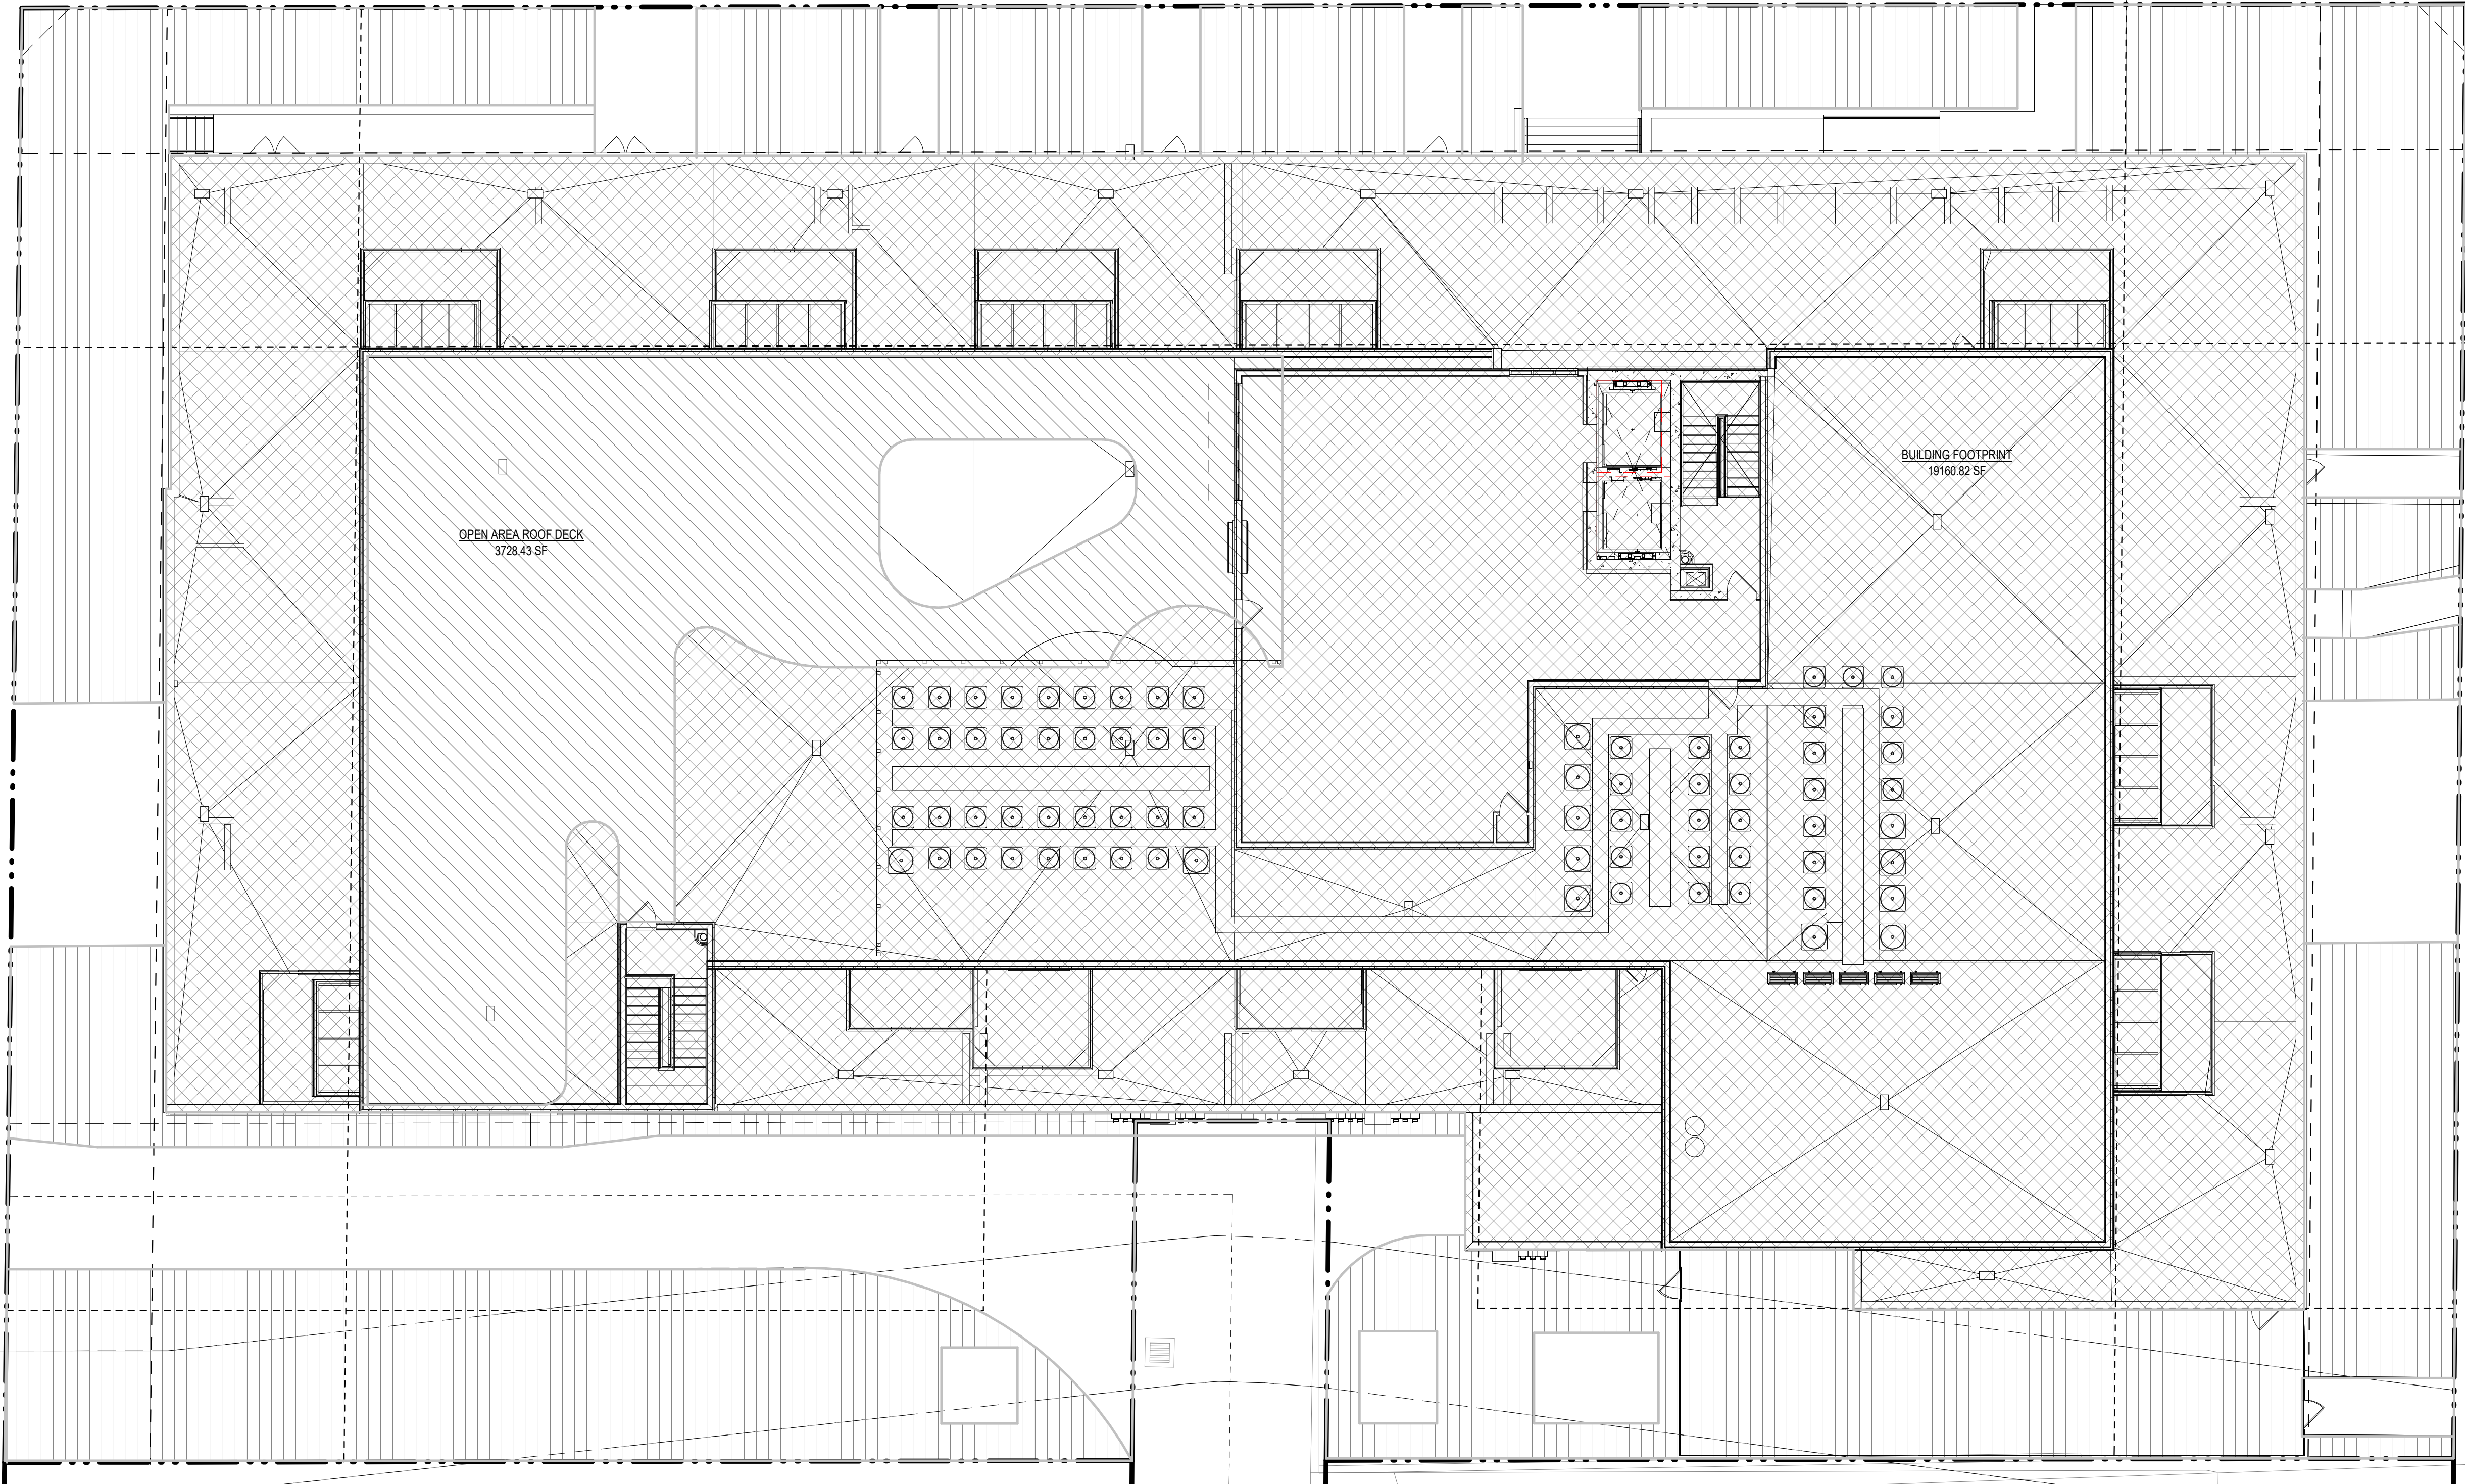 BUILDING FOOTPRINT
19160.82 SF
OPEN AREA ROOF DECK
3728.43 SF